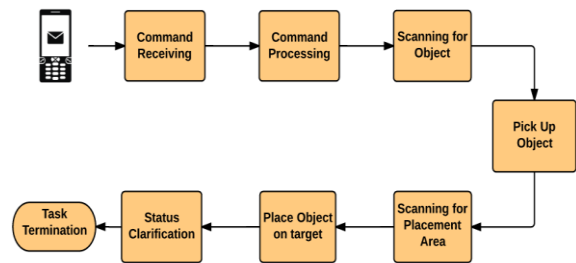 Command
Receiving
Command
Processing
Scanning for
Object
Pick Up
Object
Scanning for
Placement
Area
Place Object
on target
Status
Clarification
Task
Termination